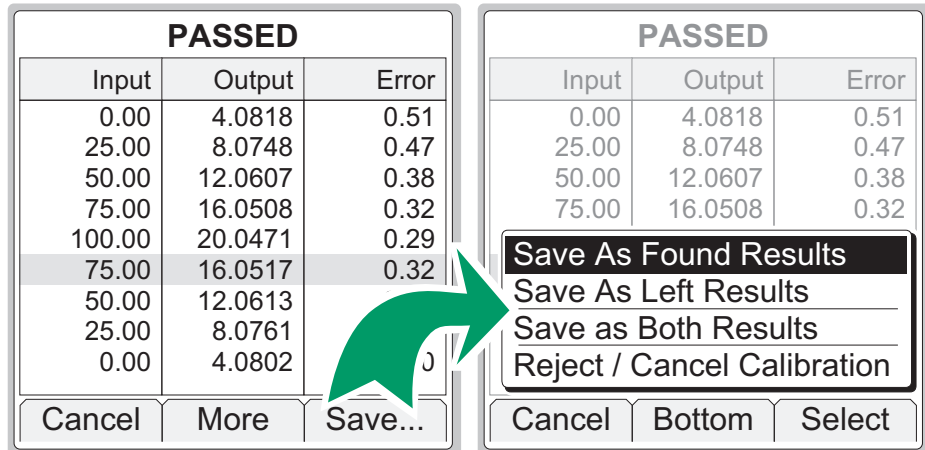 PASSED
Input Output Error
0.00 4.0818 0.51
25.00 8.0748 0.47
50.00 12.0607 0.38
75.00 16.0508 0.32
100.00 20.0471 0.29
75.00 16.0517 0.32
50.00 12.0613
25.00 8.0761
0.00 4.0802
Cancel More Save...
PASSED
Input Output Error
0.00 4.0818 0.51
25.00 8.0748 0.47
50.00 12.0607 0.38
75.00 16.0508 0.32
Save As Found Results
Save As Left Results
Save as Both Results
Reject / Cancel Calibration
Cancel Bottom Select